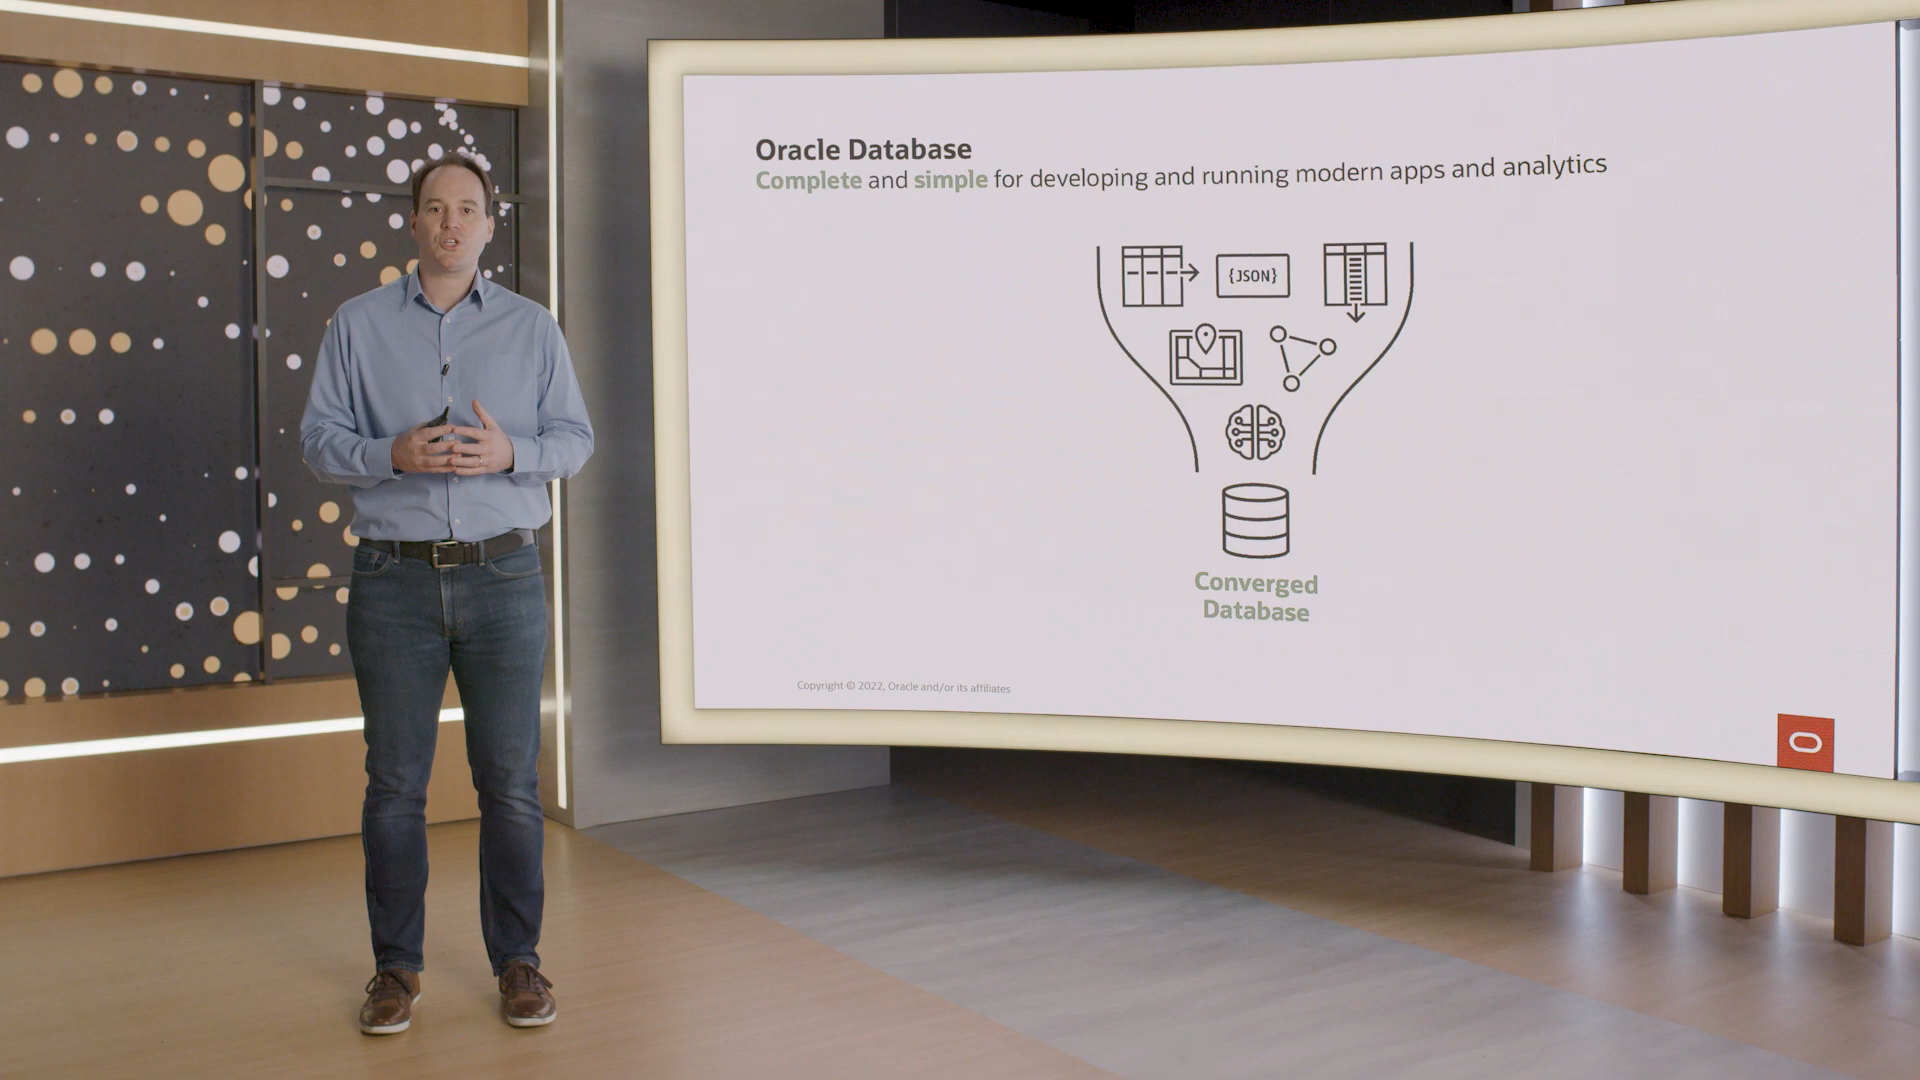 Oracle Database
Complete and simple for developing and running modern apps and analytics
{JSON}
Converged
Database
Copyright © 2022, Oracle and/or its affiliates